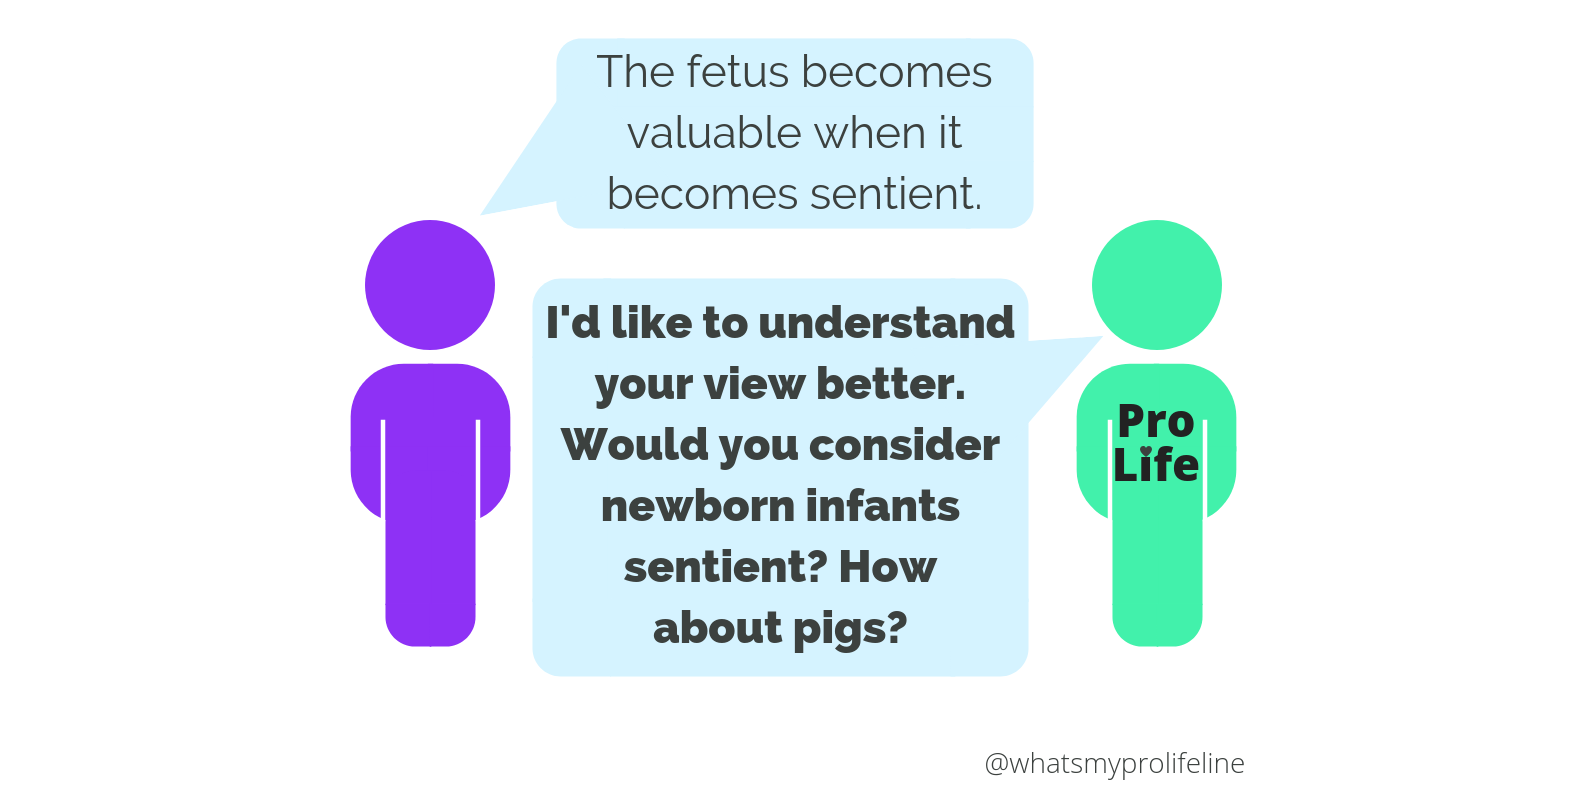 The fetus becomes
valuable when it
becomes sentient.
I'd like to understand
your view better.
Would you consider
newborn infants
sentient? How
about pigs?
Pro
Life
@whatsmyprolifeline